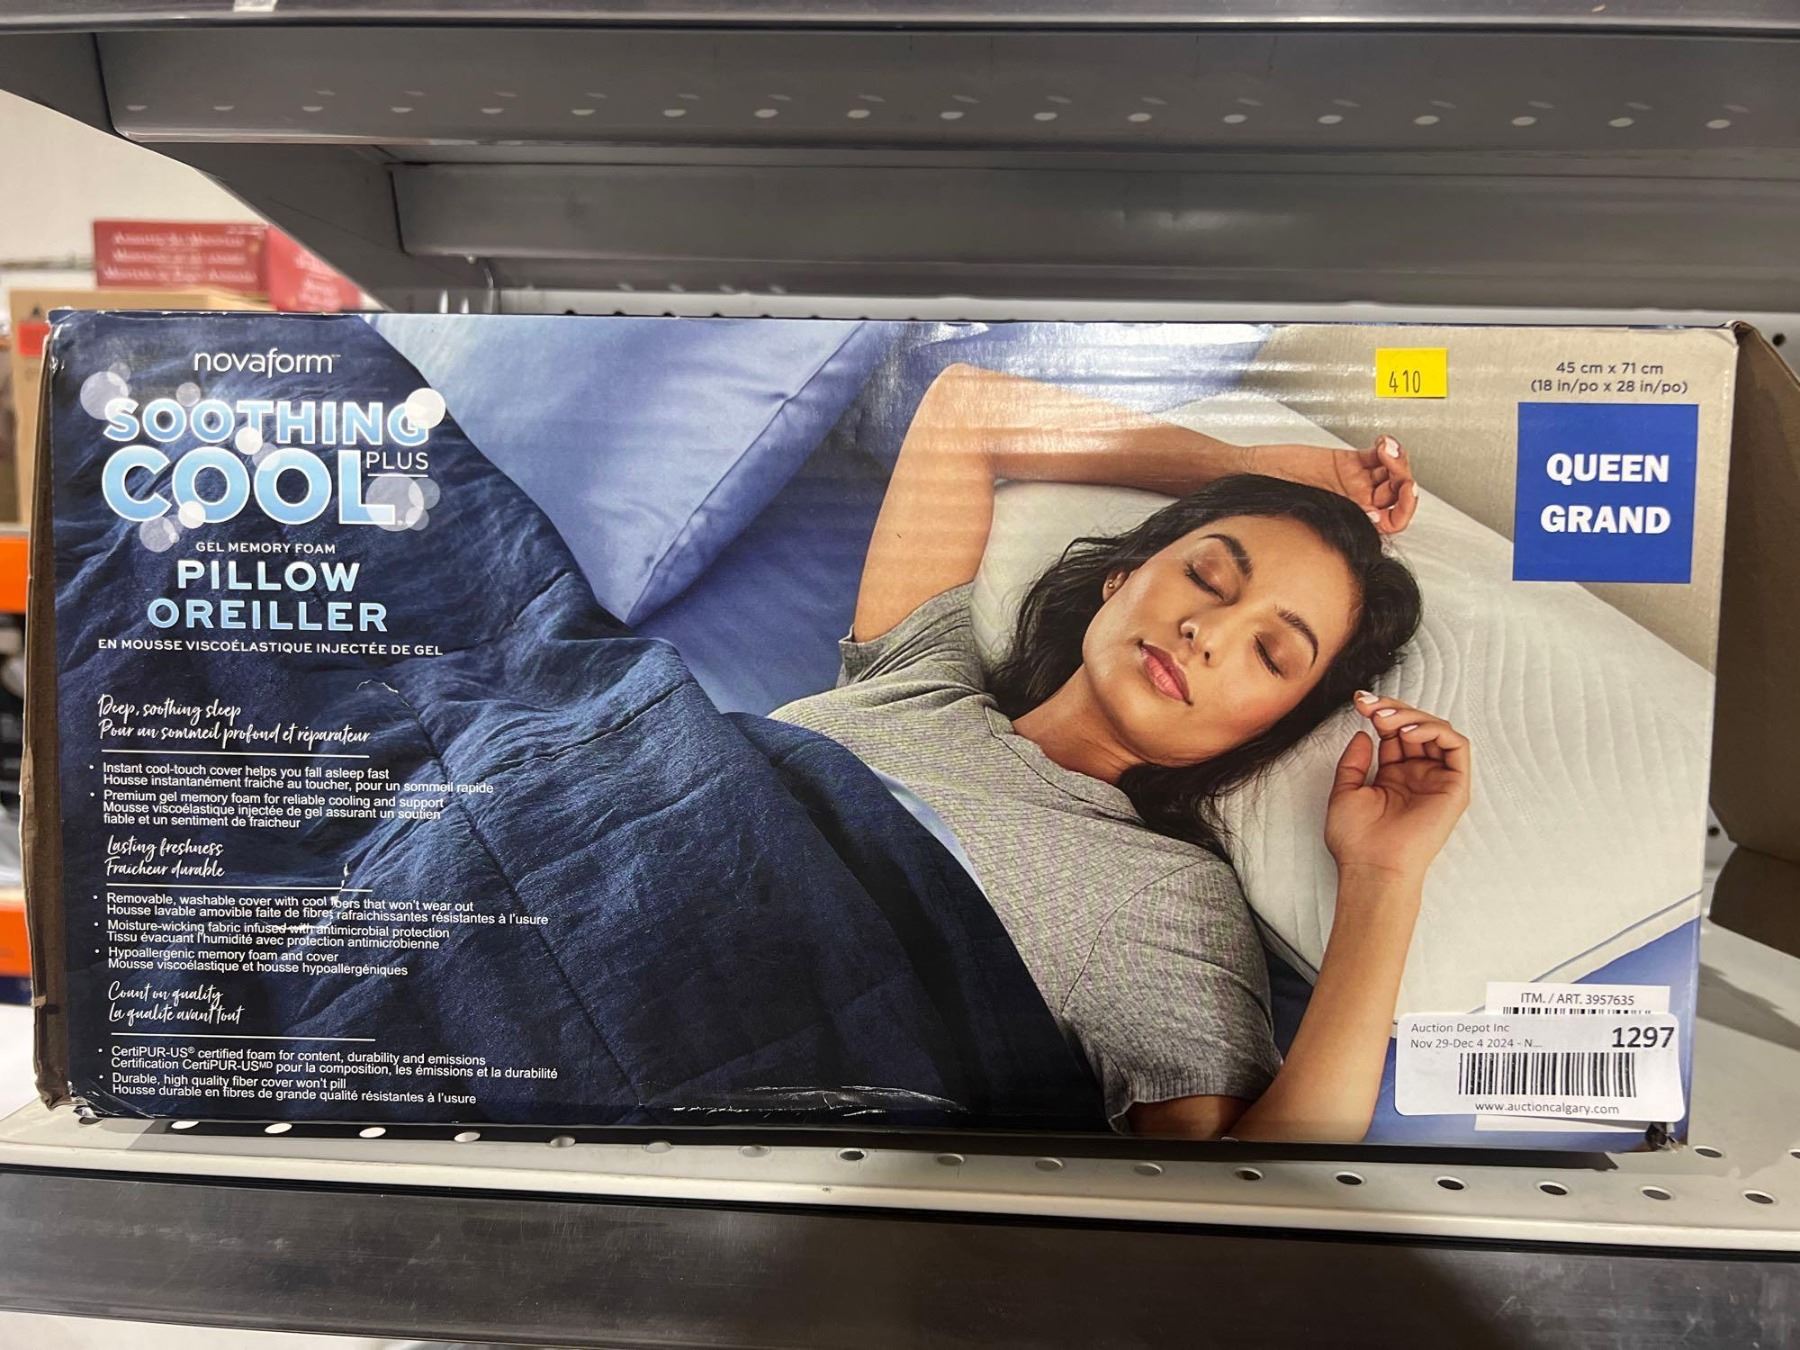 novaform™
SOOTHING
COOL PLUS
GEL MEMORY FOAM
PILLOW
OREILLER
EN MOUSSE VISCOÉLASTIQUE INJECTÉE DE GEL
Deep, soothing sleep
Pour un sommeil profond et réparateur
• Instant cool-touch cover helps you fall asleep fast
Housse instantanément fraîche au toucher, pour un sommeil rapide
• Premium gel memory foam for reliable cooling and support
Mousse viscoélastique injectée de gel assurant un soutien
fiable et un sentiment de fraicheur
Lasting freshness
Fraîcheur durable
• Removable, washable cover with cool fibers that won't wear out
Housse lavable amovible faite de fibres rafraichissantes résistantes à l'usure
• Moisture-wicking fabric infused with antimicrobial protection
Tissu évacuant l'humidité avec protection antimicrobienne
• Hypoallergenic memory foam and cover
Mousse viscoélastique et housse hypoallergéniques
Count on quality
La qualité avant tout
• CertiPUR-US® certified foam for content, durability and emissions
Certification CertiPUR-USMD pour la composition, les émissions et la durabilité
• Durable, high quality fiber cover won't pill
Housse durable en fibres de grande qualité résistantes à l'usure
410
45 cm x 71 cm
(18 in/po x 28 in/po)
QUEEN
GRAND
ITM. / ART. 3957635
Auction Depot Inc
Nov 29-Dec 4 2024 - N...
1297
www.auctioncalgary.com